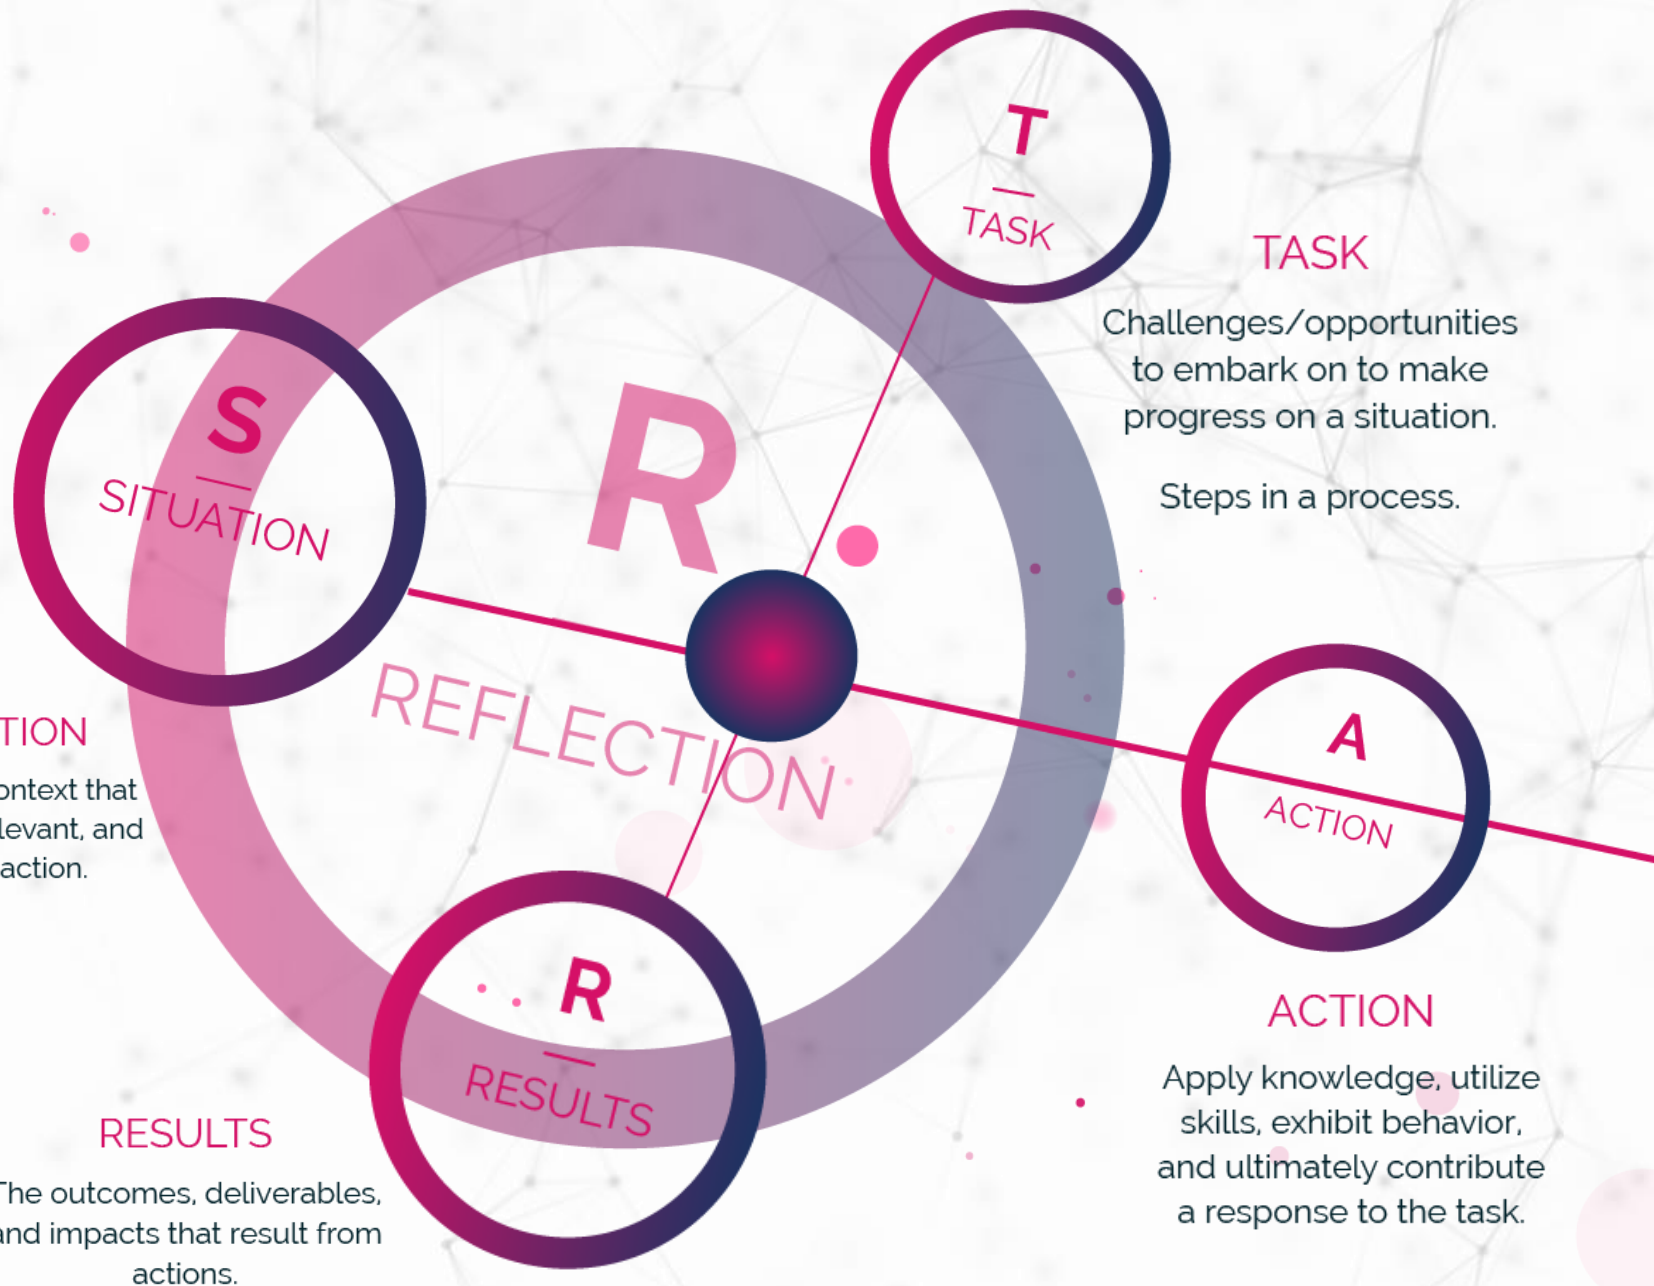 T
TASK
TASK
Challenges/opportunities
to embark on to make
progress on a situation.
Steps in a process.
S
SITUATION
R
REFLECTION
A
ACTION
ACTION
Apply knowledge, utilize
skills, exhibit behavior,
and ultimately contribute
a response to the task.
TION
ontext that
levant, and
action.
R
RESULTS
RESULTS
The outcomes, deliverables,
and impacts that result from
actions.